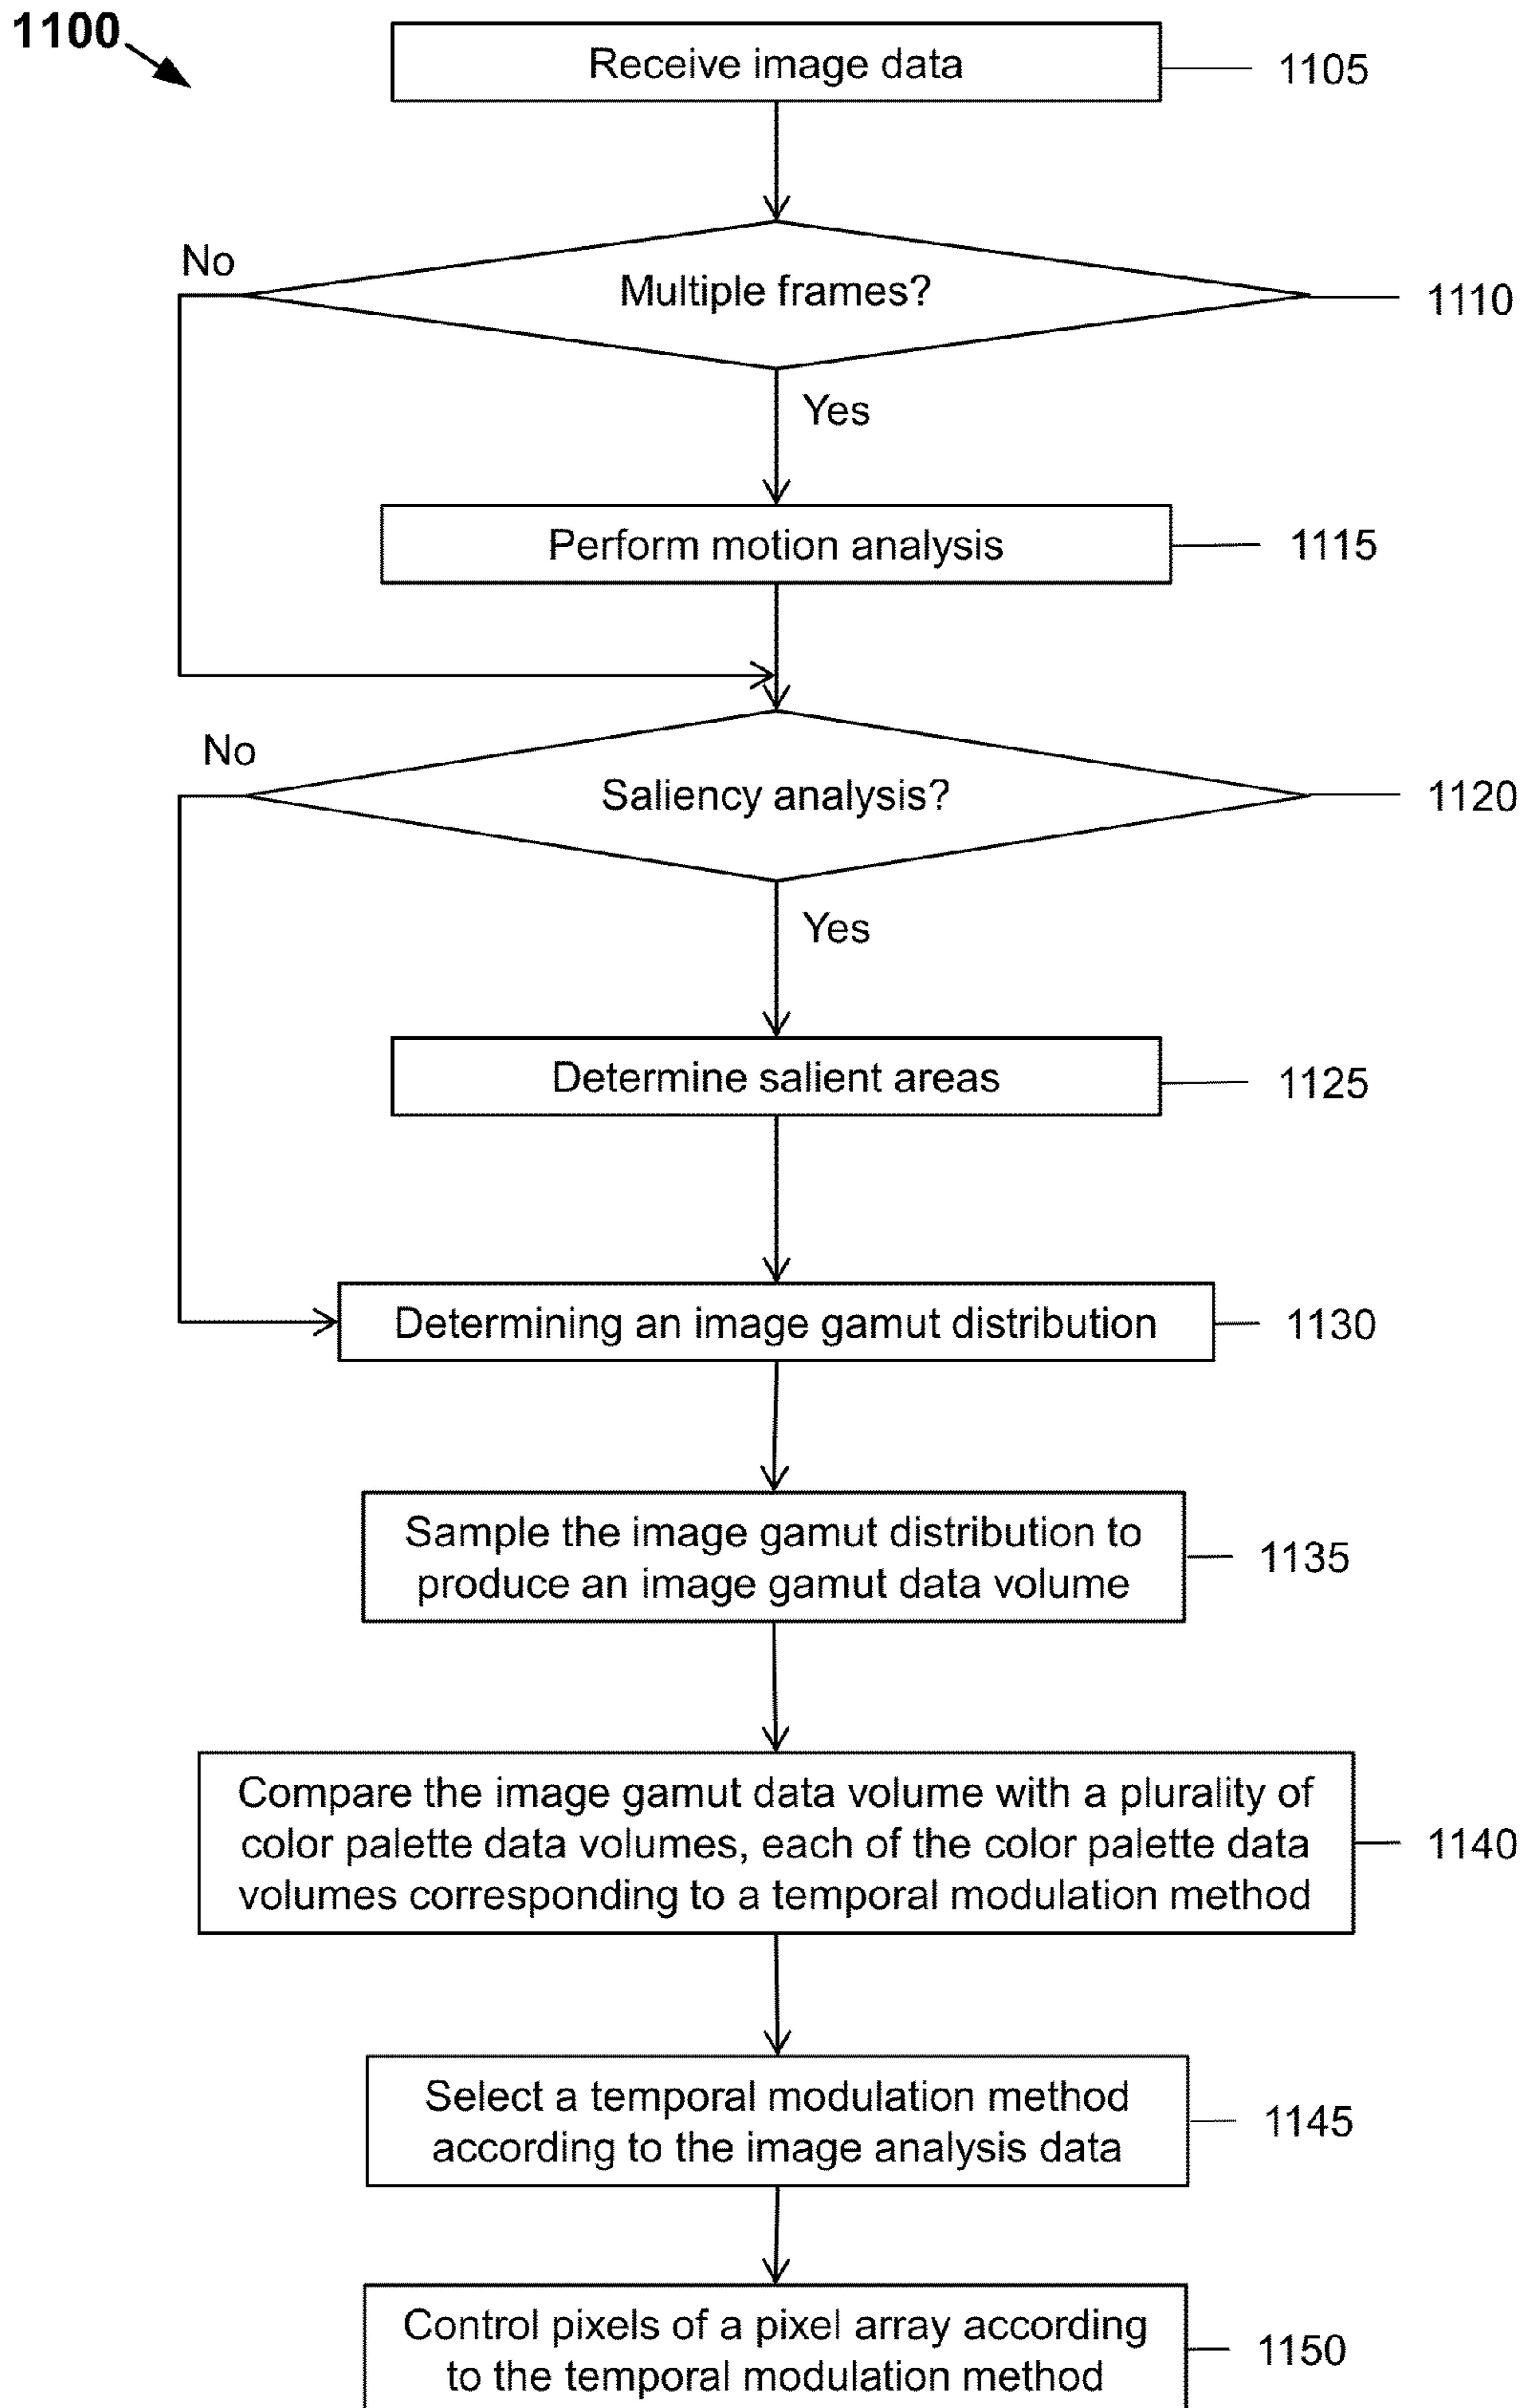 1100
Receive image data
1105
No
Multiple frames?
1110
Yes
Perform motion analysis
1115
No
Saliency analysis?
1120
Yes
Determine salient areas
1125
Determining an image gamut distribution
1130
Sample the image gamut distribution to
produce an image gamut data volume
1135
Compare the image gamut data volume with a plurality of
color palette data volumes, each of the color palette data
volumes corresponding to a temporal modulation method
1140
Select a temporal modulation method
according to the image analysis data
1145
Control pixels of a pixel array according
to the temporal modulation method
1150